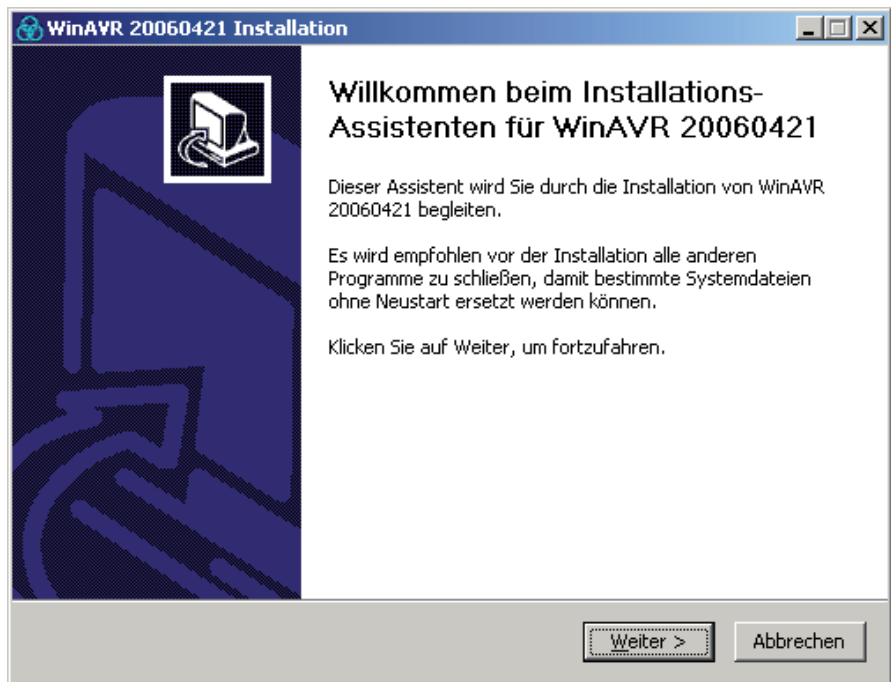 WinAVR 20060421 Installation
Willkommen beim Installations-
Assistenten für WinAVR 20060421
Dieser Assistent wird Sie durch die Installation von WinAVR
20060421 begleiten.
Es wird empfohlen vor der Installation alle anderen
Programme zu schließen, damit bestimmte Systemdateien
ohne Neustart ersetzt werden können.
Klicken Sie auf Weiter, um fortzufahren.
Weiter >
Abbrechen